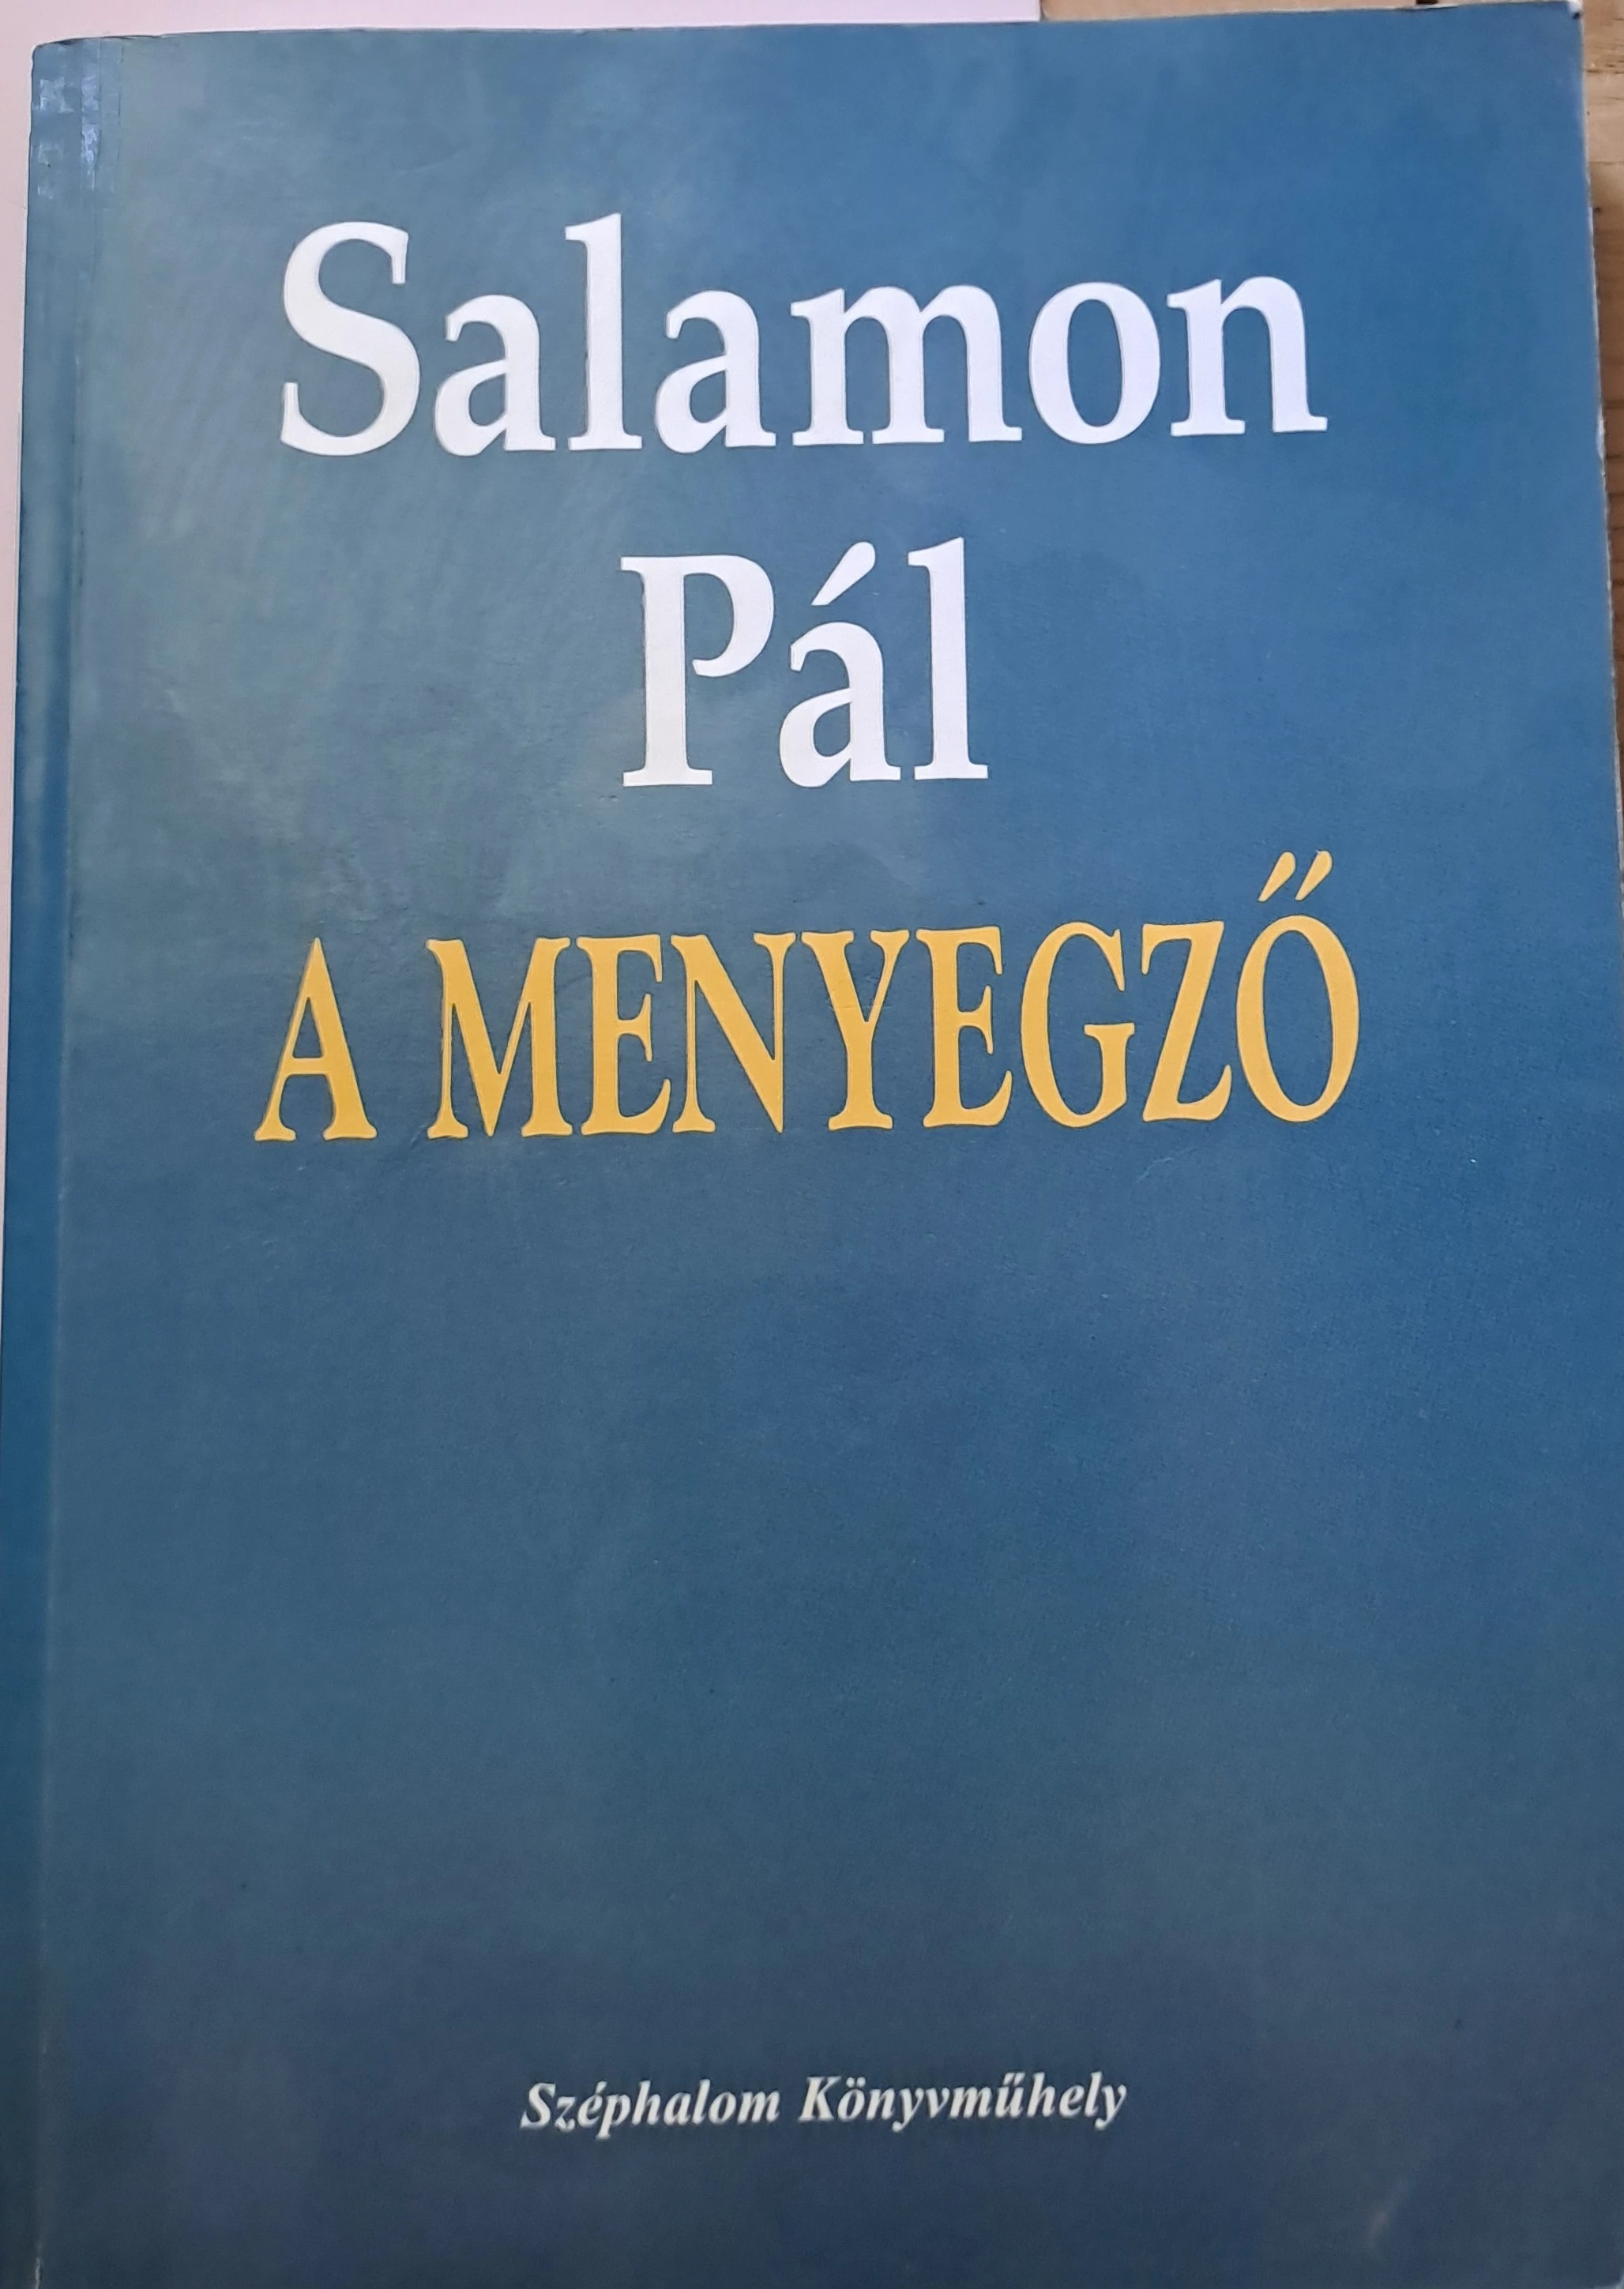 Salamon
Pál
A MENYEGZŐ
Széphalom Könyvműhely